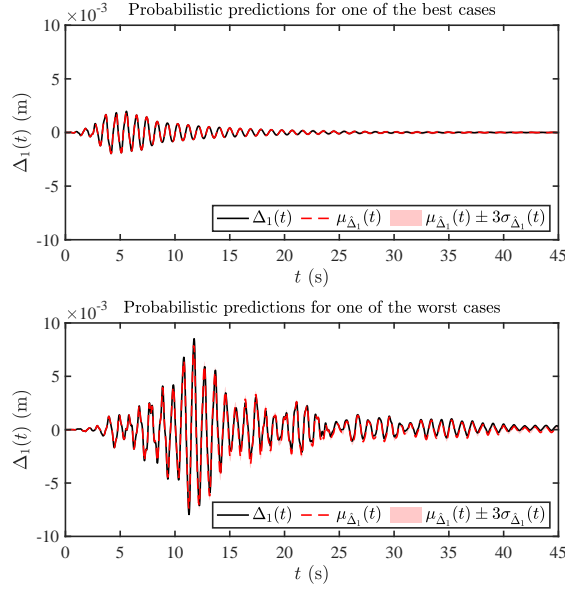 Probabilistic predictions for one of the best cases
×10⁻³
10
5
0
-5
-10
Δ₁(t) (m)
Δ₁(t) μ_Δ̂₁(t) μ_Δ̂₁(t) ± 3σ_Δ̂₁(t)
0 5 10 15 20 25 30 35 40 45
t (s)
Probabilistic predictions for one of the worst cases
×10⁻³
10
5
0
-5
-10
Δ₁(t) (m)
Δ₁(t) μ_Δ̂₁(t) μ_Δ̂₁(t) ± 3σ_Δ̂₁(t)
0 5 10 15 20 25 30 35 40 45
t (s)